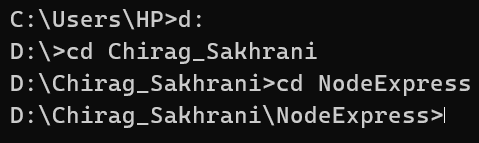 C:\Users\HP>d:
D:\>cd Chirag_Sakhrani
D:\Chirag_Sakhrani>cd NodeExpress
D:\Chirag_Sakhrani\NodeExpress>